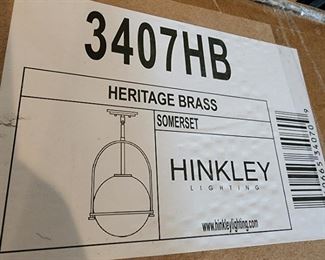 3407HB
HERITAGE BRASS
SOMERSET
HINKLEY
LIGHTING
www.hinkleylighting.com